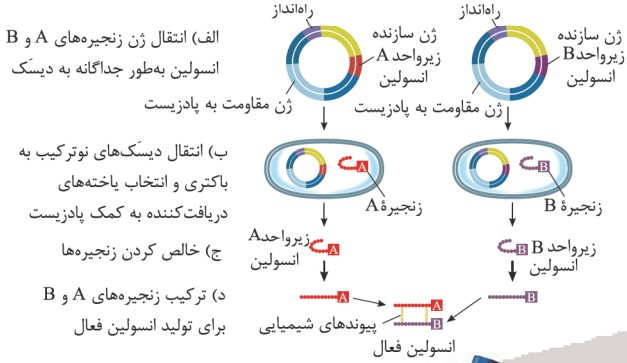 راه‌انداز
راه‌انداز
الف) انتقال ژن زنجیره‌های A و B
انسولین به‌طور جداگانه به دیسَک
ژن سازنده
زیرواحد A
انسولین
ژن سازنده
زیرواحد B
انسولین
ژن مقاومت به پادزیست
ژن مقاومت به پادزیست
ب) انتقال دیسَک‌های نوترکیب به
باکتری و انتخاب یاخته‌های
دریافت‌کننده به کمک پادزیست
A
B
زنجیرهٔ A
زنجیرهٔ B
ج) خالص کردن زنجیره‌ها
زیرواحد A
انسولین
A
زیرواحد B
انسولین
B
د) ترکیب زنجیره‌های A و B
برای تولید انسولین فعال
A
A
B
B
پیوندهای شیمیایی
انسولین فعال